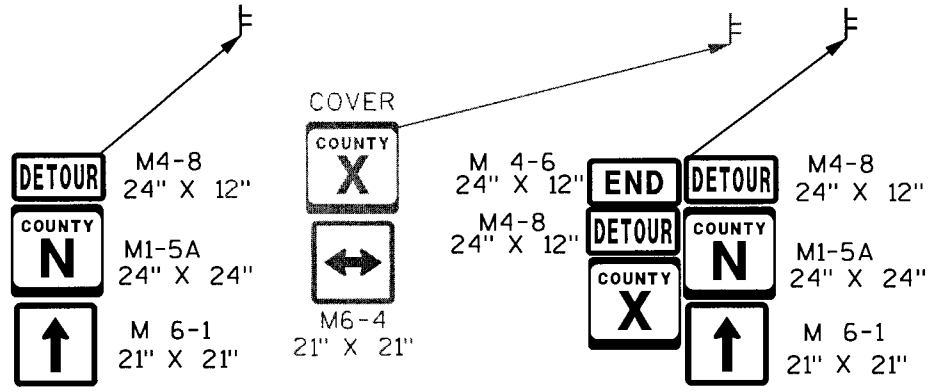 DETOUR
M4-8
24" X 12"
COUNTY
N
M1-5A
24" X 24"
M 6-1
21" X 21"
COVER
COUNTY
X
M6-4
21" X 21"
M 4-6
24" X 12"
END
M4-8
24" X 12"
DETOUR
COUNTY
X
DETOUR
M4-8
24" X 12"
COUNTY
N
M1-5A
24" X 24"
M 6-1
21" X 21"